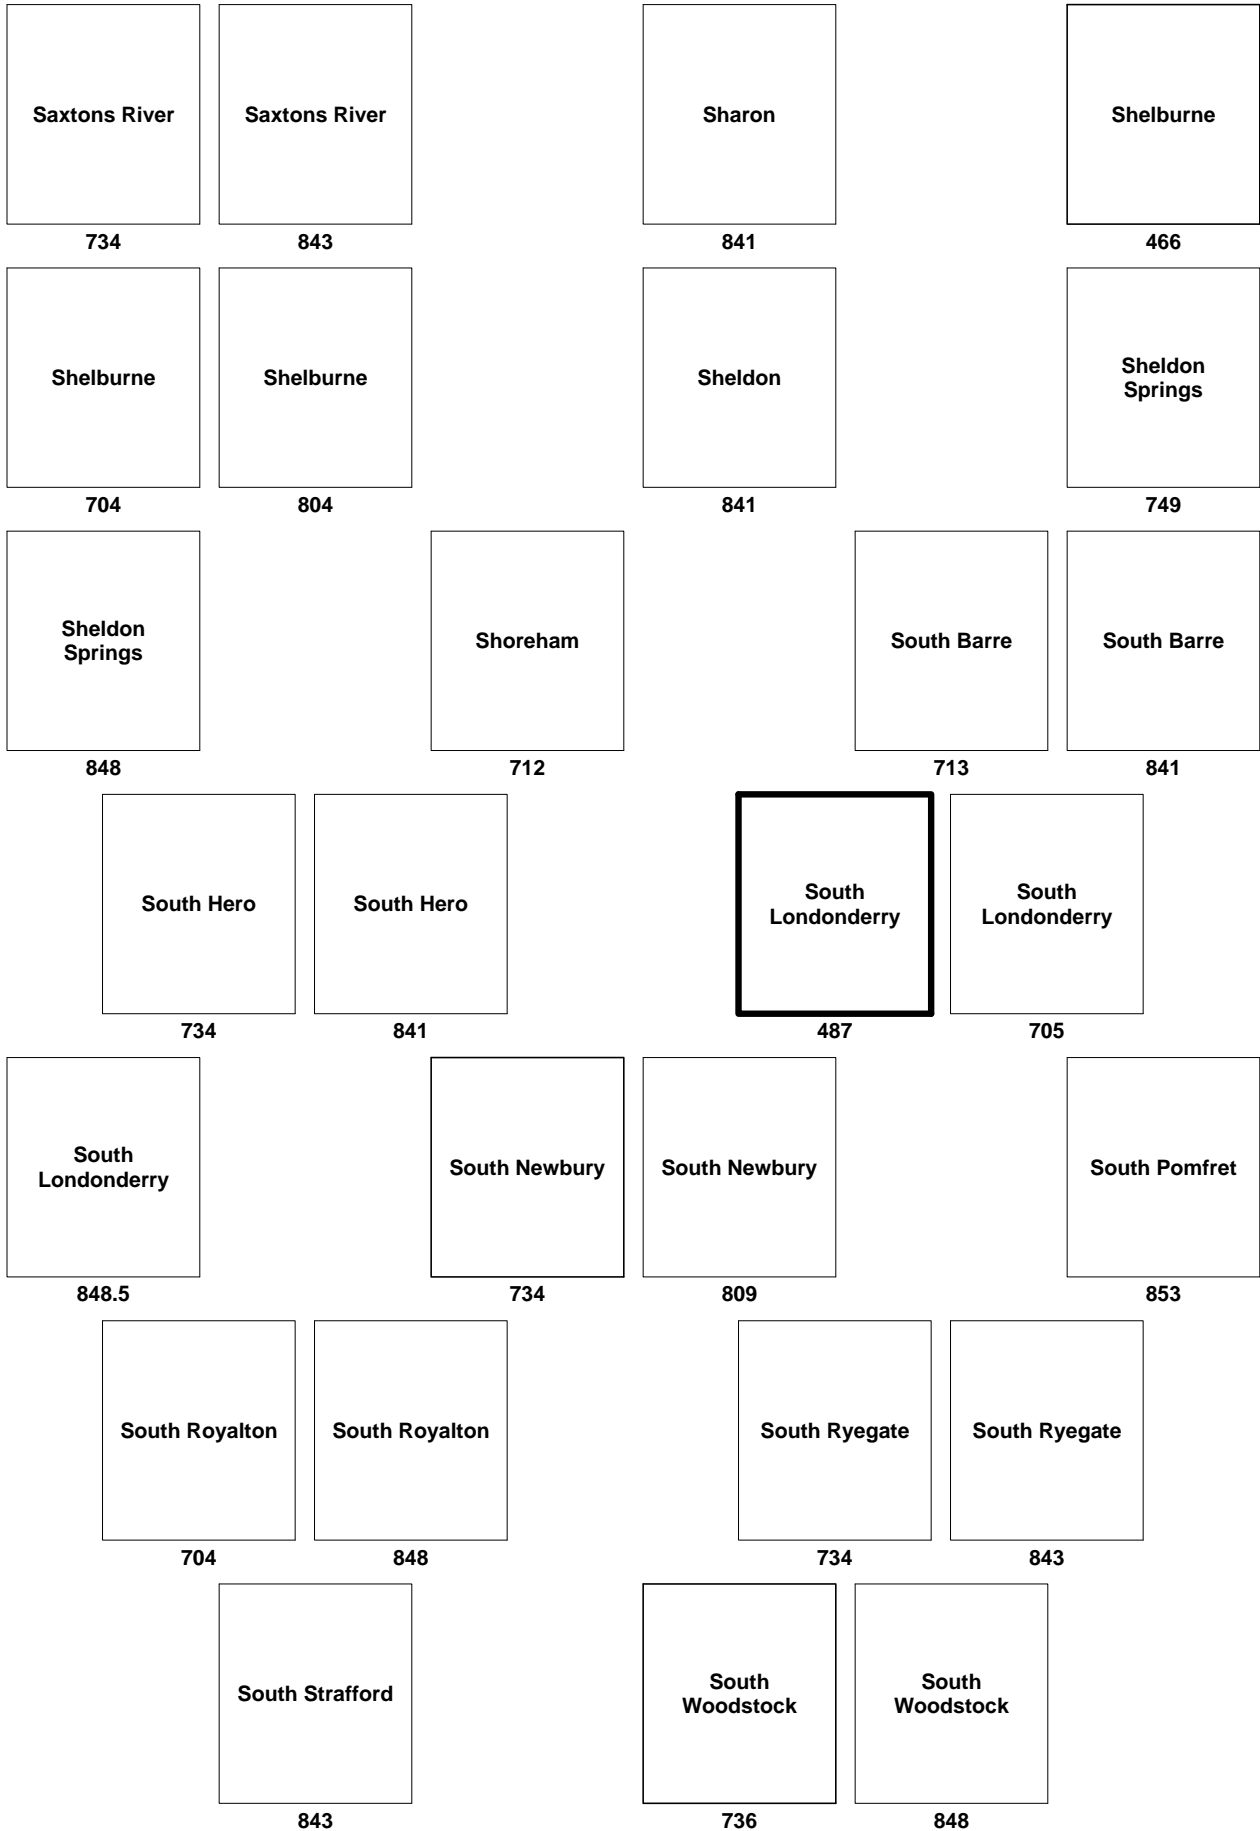 Saxtons River
Saxtons River
Sharon
Shelburne
734
843
841
466
Shelburne
Shelburne
Sheldon
Sheldon
Springs
704
804
841
749
Sheldon
Springs
Shoreham
South Barre
South Barre
848
712
713
841
South Hero
South Hero
South
Londonderry
South
Londonderry
734
841
487
705
South
Londonderry
South Newbury
South Newbury
South Pomfret
848.5
734
809
853
South Royalton
South Royalton
South Ryegate
South Ryegate
704
848
734
843
South Strafford
South
Woodstock
South
Woodstock
843
736
848